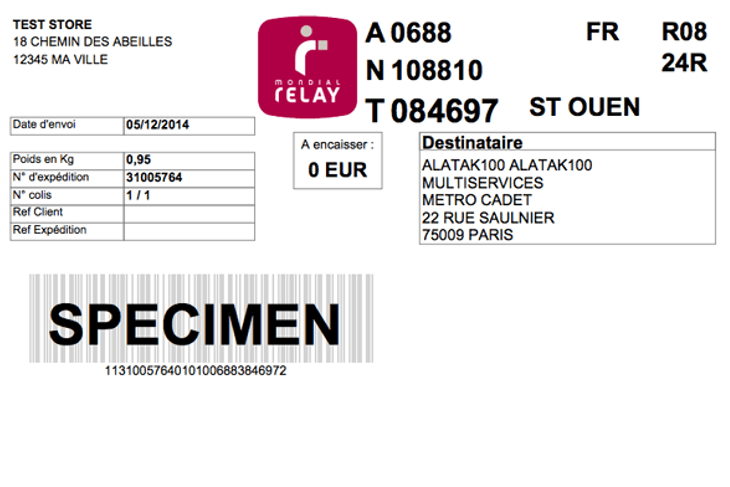 TEST STORE
18 CHEMIN DES ABEILLES
12345 MA VILLE
MONDIAL
RELAY
A 0688 FR R08
N 108810 24R
T 084697 ST OUEN
Date d'envoi 05/12/2014
Poids en Kg 0,95
N° d'expédition 31005764
N° colis 1 / 1
Ref Client
Ref Expédition
A encaisser :
0 EUR
Destinataire
ALATAK100 ALATAK100
MULTISERVICES
METRO CADET
22 RUE SAULNIER
75009 PARIS
SPECIMEN
11310057640101006883846972